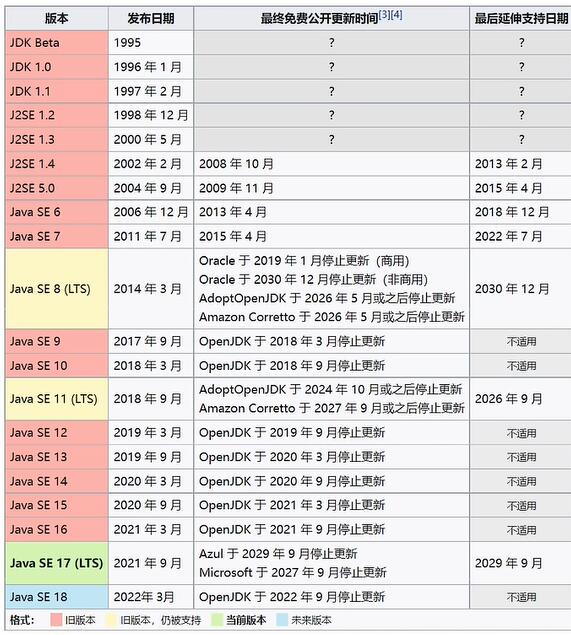 版本 发布日期 最终免费公开更新时间[3][4] 最后延伸支持日期
JDK Beta 1995 ? ?
JDK 1.0 1996 年 1 月 ? ?
JDK 1.1 1997 年 2 月 ? ?
J2SE 1.2 1998 年 12 月 ? ?
J2SE 1.3 2000 年 5 月 ? ?
J2SE 1.4 2002 年 2 月 2008 年 10 月 2013 年 2 月
J2SE 5.0 2004 年 9 月 2009 年 11 月 2015 年 4 月
Java SE 6 2006 年 12 月 2013 年 4 月 2018 年 12 月
Java SE 7 2011 年 7 月 2015 年 4 月 2022 年 7 月
Java SE 8 (LTS) 2014 年 3 月 Oracle 于 2019 年 1 月停止更新（商用）
Oracle 于 2030 年 12 月停止更新（非商用）
AdoptOpenJDK 于 2026 年 5 月或之后停止更新
Amazon Corretto 于 2026 年 5 月或之后停止更新 2030 年 12 月
Java SE 9 2017 年 9 月 OpenJDK 于 2018 年 3 月停止更新 不适用
Java SE 10 2018 年 3 月 OpenJDK 于 2018 年 9 月停止更新 不适用
Java SE 11 (LTS) 2018 年 9 月 AdoptOpenJDK 于 2024 年 10 月或之后停止更新
Amazon Corretto 于 2027 年 9 月或之后停止更新 2026 年 9 月
Java SE 12 2019 年 3 月 OpenJDK 于 2019 年 9 月停止更新 不适用
Java SE 13 2019 年 9 月 OpenJDK 于 2020 年 3 月停止更新 不适用
Java SE 14 2020 年 3 月 OpenJDK 于 2020 年 9 月停止更新 不适用
Java SE 15 2020 年 9 月 OpenJDK 于 2021 年 3 月停止更新 不适用
Java SE 16 2021 年 3 月 OpenJDK 于 2021 年 9 月停止更新 不适用
Java SE 17 (LTS) 2021 年 9 月 Azul 于 2029 年 9 月停止更新
Microsoft 于 2027 年 9 月停止更新 2029 年 9 月
Java SE 18 2022年 3月 OpenJDK 于 2022 年 9 月停止更新 不适用
格式： 旧版本 旧版本，仍被支持 当前版本 未来版本